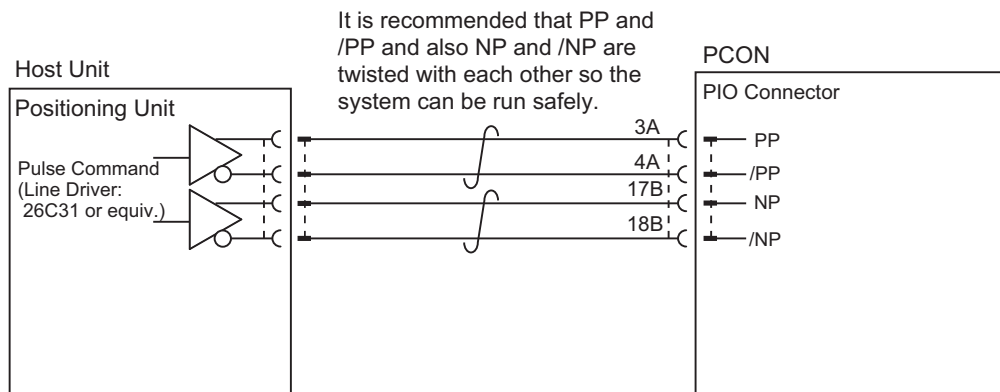 It is recommended that PP and
/PP and also NP and /NP are
twisted with each other so the
system can be run safely.
PCON
Host Unit
PIO Connector
Positioning Unit
3A
PP
Pulse Command
(Line Driver:
26C31 or equiv.)
4A
/PP
17B
NP
18B
/NP